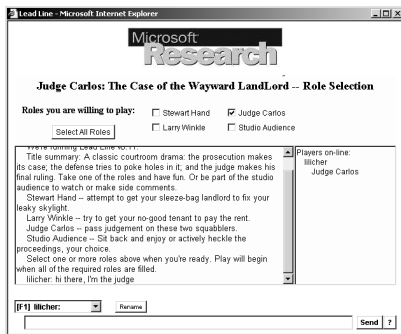 Lead Line - Microsoft Internet Explorer
Microsoft
Research
Judge Carlos: The Case of the Wayward LandLord -- Role Selection
Roles you are willing to play:
Stewart Hand
Judge Carlos
Select All Roles
Larry Winkle
Studio Audience
We're running Lead Line
Title summary: A classic courtroom drama: the prosecution makes
its case; the defense tries to poke holes in it; and the judge makes his
final ruling. Take one of the roles and have fun. Or be part of the studio
audience to watch or make side comments.
Stewart Hand -- attempt to get your sleeze-bag landlord to fix your
leaky skylight.
Larry Winkle -- try to get your no-good tenant to pay the rent.
Judge Carlos -- pass judgement on these two squabblers.
Studio Audience -- Sit back and enjoy or actively heckle the
proceedings, your choice.
Select one or more roles above when you're ready. Play will begin
when all of the required roles are filled.
lilicher: hi there, I'm the judge
Players on-line:
lilicher
Judge Carlos
[F1] lilicher:
Rename
Send ?